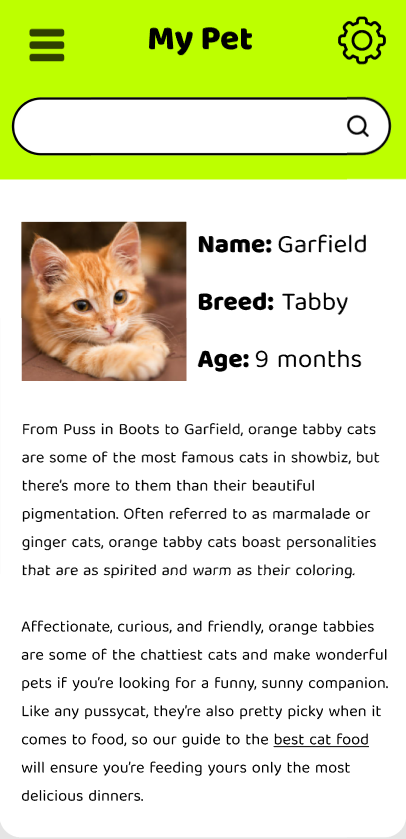 My Pet
Name: Garfield
Breed: Tabby
Age: 9 months
From Puss in Boots to Garfield, orange tabby cats
are some of the most famous cats in showbiz, but
there's more to them than their beautiful
pigmentation. Often referred to as marmalade or
ginger cats, orange tabby cats boast personalities
that are as spirited and warm as their coloring.
Affectionate, curious, and friendly, orange tabbies
are some of the chattiest cats and make wonderful
pets if you're looking for a funny, sunny companion.
Like any pussycat, they're also pretty picky when it
comes to food, so our guide to the best cat food
will ensure you're feeding yours only the most
delicious dinners.